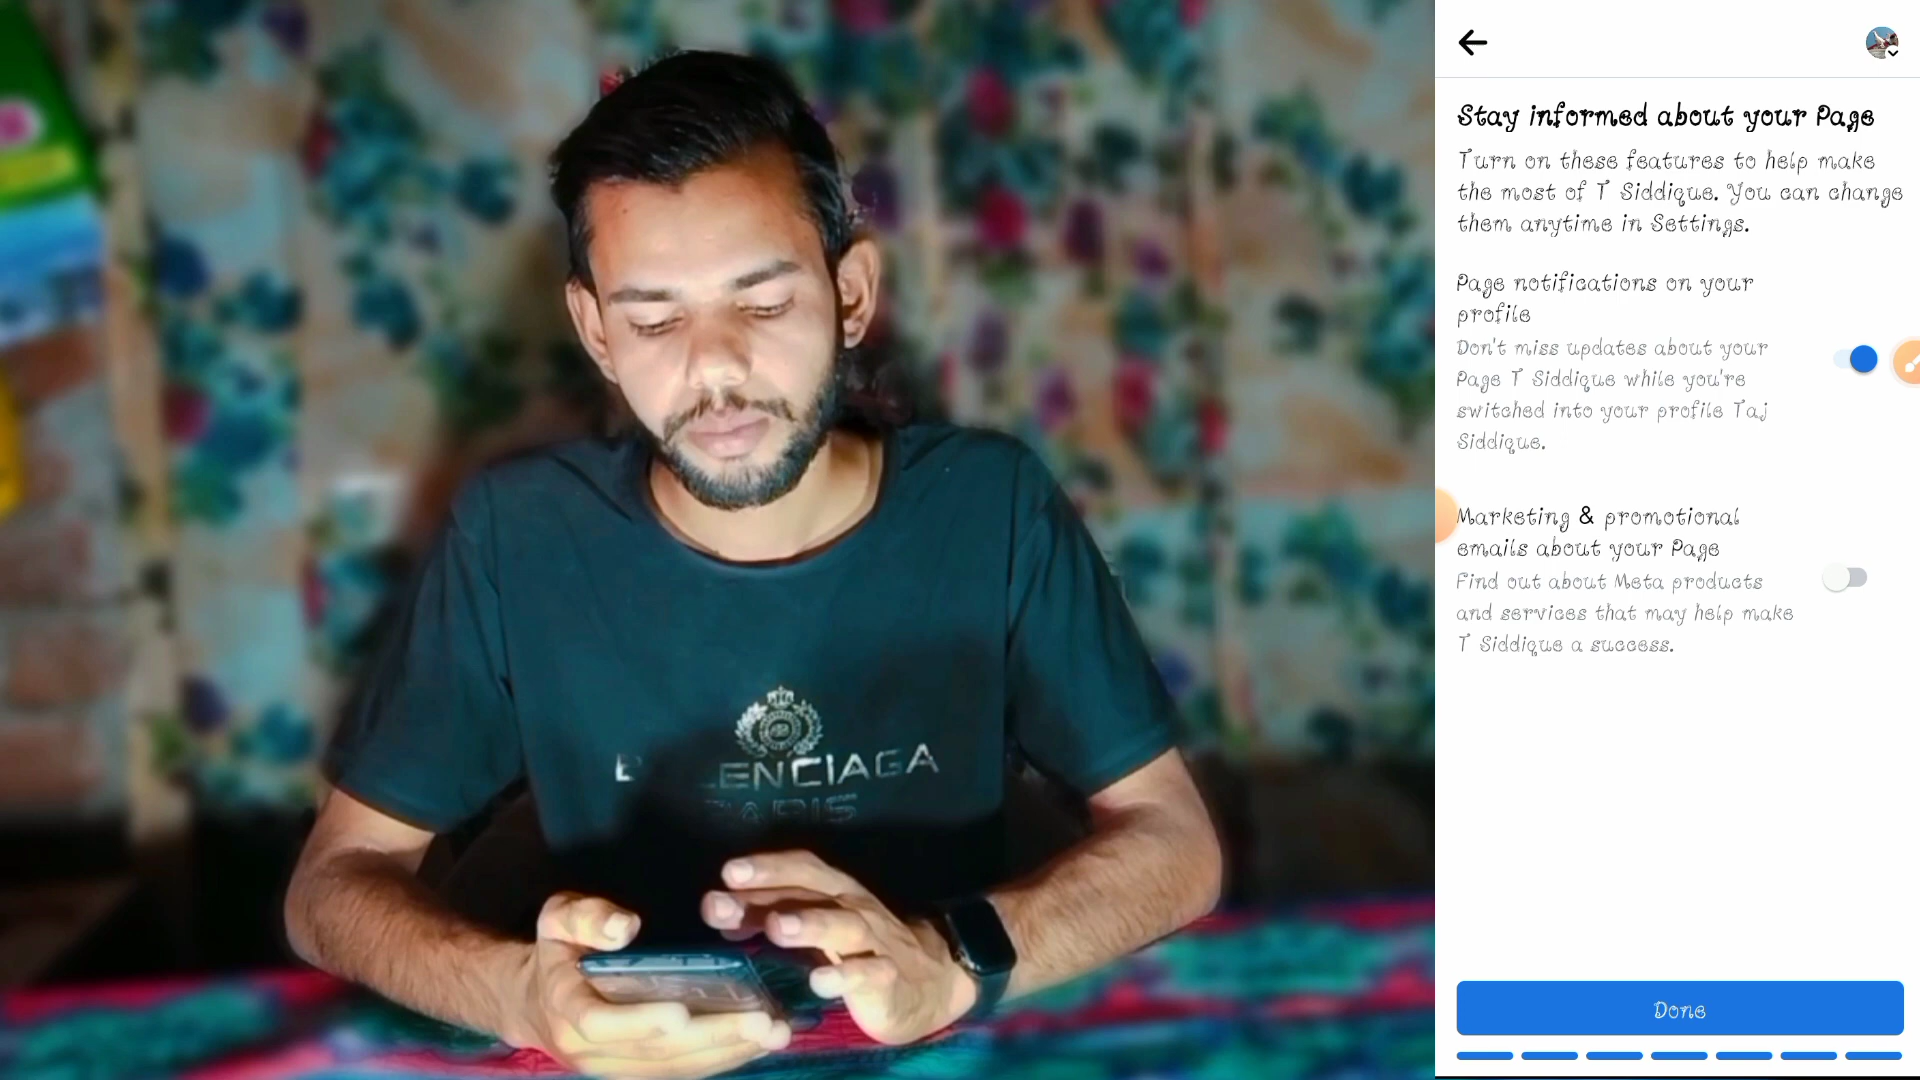 Stay informed about your Page
Turn on these features to help make
the most of T Siddique. You can change
them anytime in Settings.
Page notifications on your
profile
Don't miss updates about your
Page T Siddique while you're
switched into your profile Taj
Siddique.
Marketing & promotional
emails about your Page
Find out about Meta products
and services that may help make
T Siddique a success.
Done
PARIS